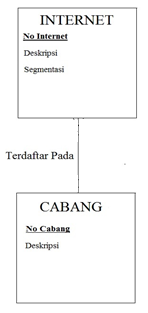 INTERNET
No Internet
Deskripsi
Segmentasi
Terdaftar Pada
CABANG
No Cabang
Deskripsi